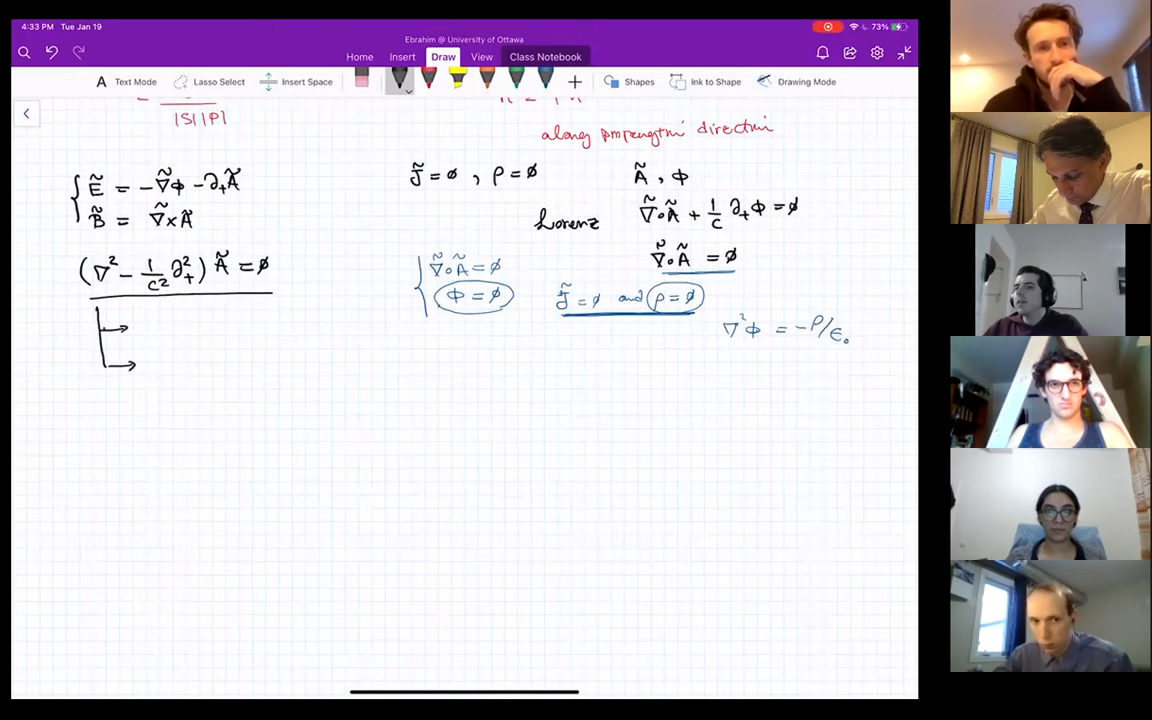 4:33 PM Tue Jan 19
73%
Ebrahim @ University of Ottawa
Home Insert Draw View Class Notebook
A Text Mode Lasso Select Insert Space Shapes Ink to Shape Drawing Mode
|S||P|
along
Ẽ = -∇̃Φ - ∂ₜÃ
B̃ = ∇̃×Ã
J̃ = ø , ρ = ø
Ã , Φ
Lorenz ∇̃∘Ã + 1/c ∂ₜΦ = ø
∇̃∘Ã = ø
(∇² - 1/c² ∂ₜ²) Ã = ø
∇̃∘Ã = ø
Φ = ø
J̃ = ø and ρ = ø
∇²Φ = -ρ/ϵ₀